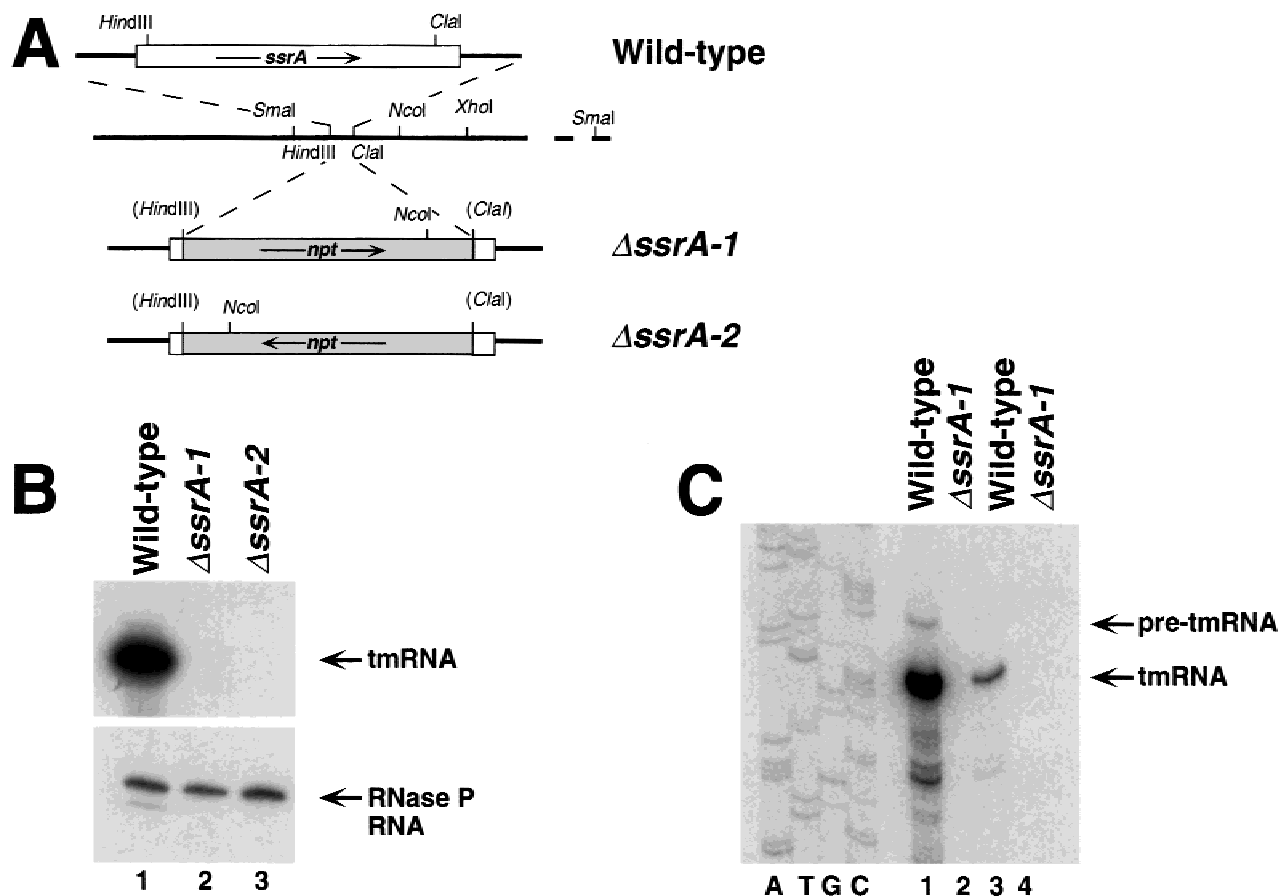 A
HindIII ClaI
ssrA
Wild-type
SmaI NcoI XhoI SmaI
HindIII ClaI
(HindIII) NcoI (ClaI)
npt
ΔssrA-1
(HindIII) NcoI (ClaI)
npt
ΔssrA-2
B
Wild-type
ΔssrA-1
ΔssrA-2
tmRNA
RNase P
RNA
1 2 3
C
Wild-type
ΔssrA-1
Wild-type
ΔssrA-1
pre-tmRNA
tmRNA
A T G C 1 2 3 4